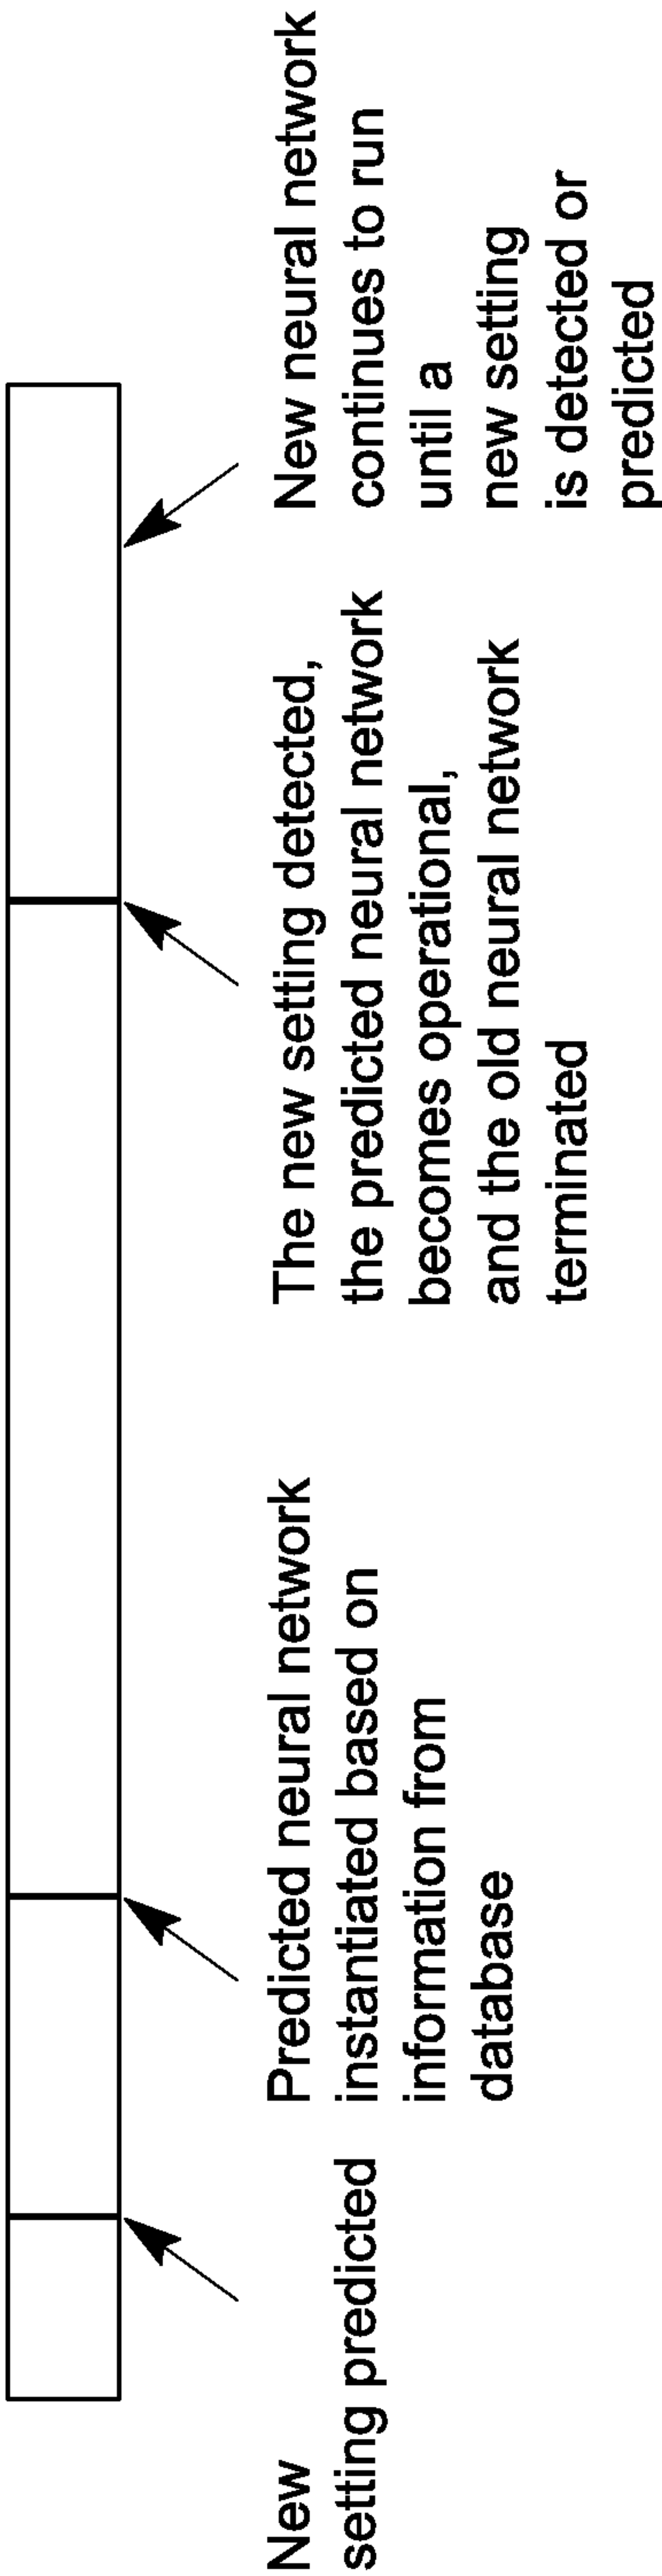 New
setting predicted
Predicted neural network
instantiated based on
information from
database
The new setting detected,
the predicted neural network
becomes operational,
and the old neural network
terminated
New neural network
continues to run
until a
new setting
is detected or
predicted